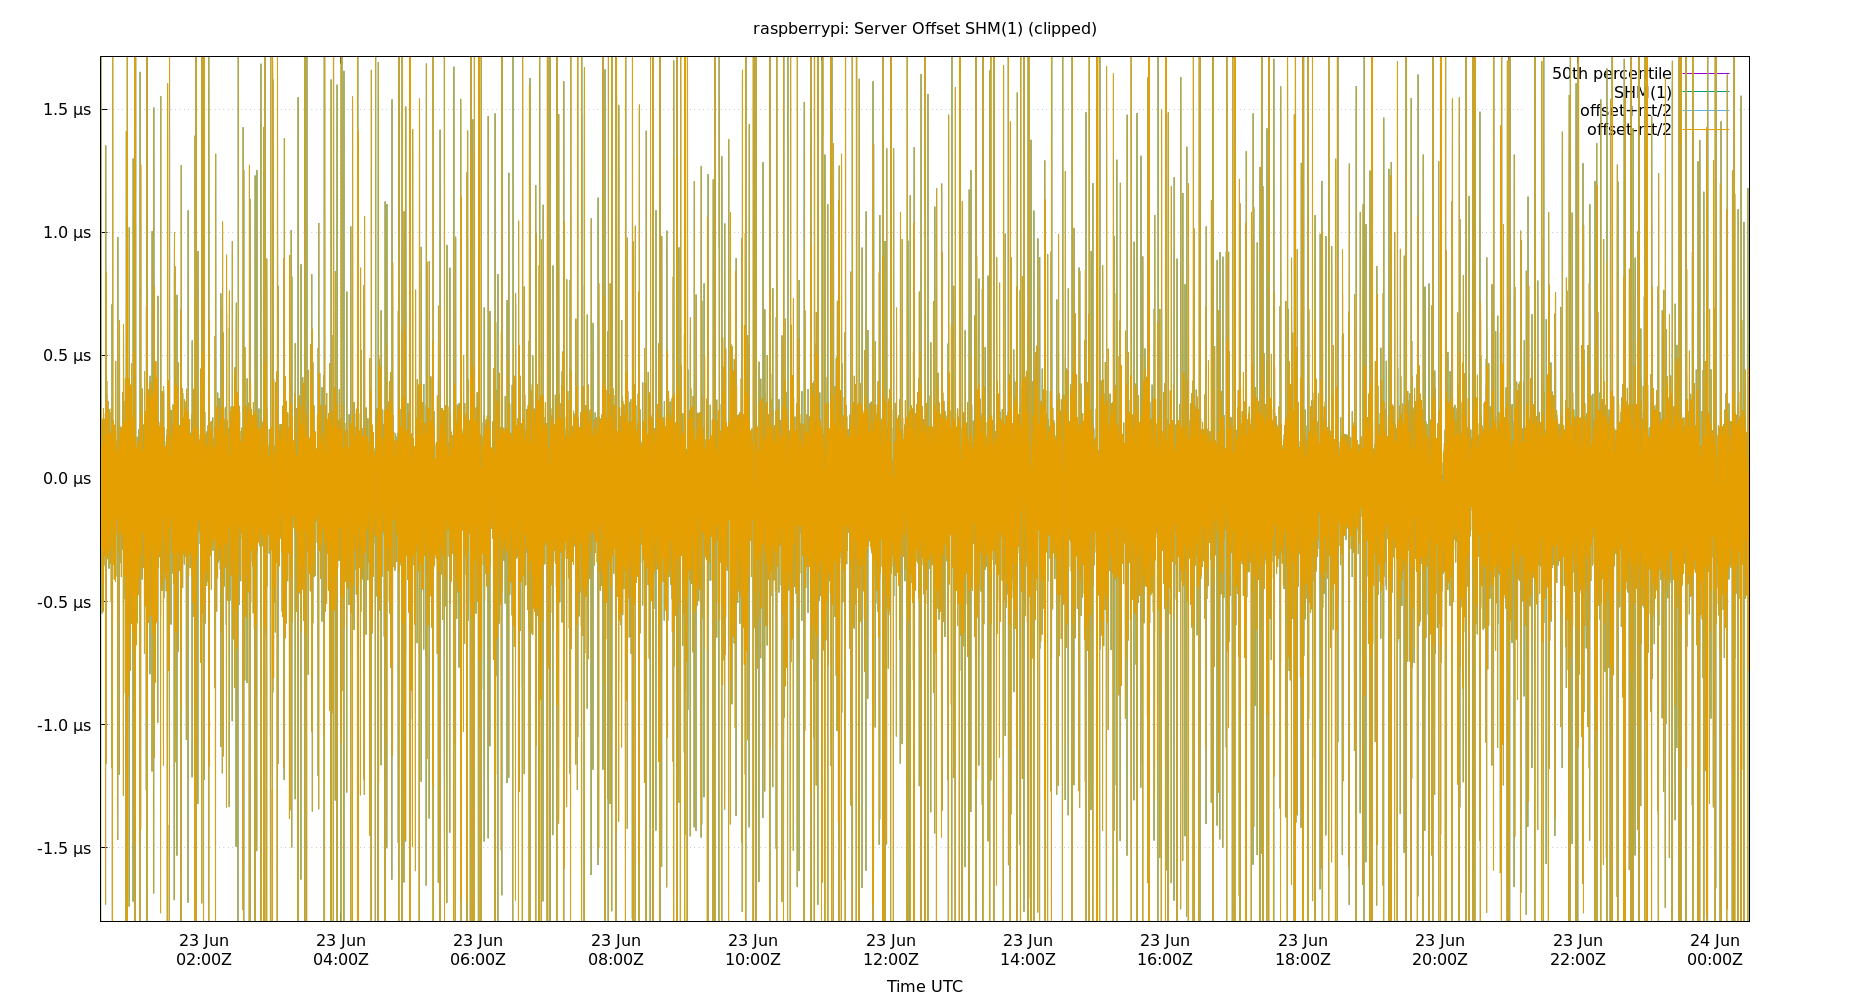 raspberrypi: Server Offset SHM(1) (clipped)
50th percentile
SHM(1)
offset+rtt/2
offset-rtt/2
1.5 µs
1.0 µs
0.5 µs
0.0 µs
-0.5 µs
-1.0 µs
-1.5 µs
23 Jun 23 Jun 23 Jun 23 Jun 23 Jun 23 Jun 23 Jun 23 Jun 23 Jun 23 Jun 23 Jun 24 Jun
02:00Z 04:00Z 06:00Z 08:00Z 10:00Z 12:00Z 14:00Z 16:00Z 18:00Z 20:00Z 22:00Z 00:00Z
Time UTC